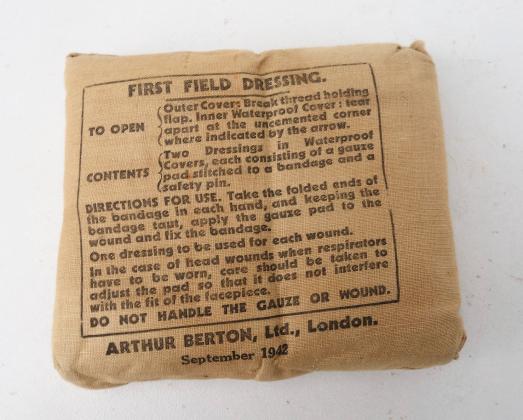 FIRST FIELD DRESSING.
TO OPEN
Outer Cover: Break thread holding
flap. Inner Waterproof Cover: tear
apart at the uncemented corner
where indicated by the arrow.
CONTENTS
Two Dressings in Waterproof
Covers, each consisting of a gauze
pad stitched to a bandage and a
safety pin.
DIRECTIONS FOR USE. Take the folded ends of
the bandage in each hand, and keeping the
bandage taut, apply the gauze pad to the
wound and fix the bandage.
One dressing to be used for each wound.
In the case of head wounds when respirators
have to be worn, care should be taken to
adjust the pad so that it does not interfere
with the fit of the facepiece.
DO NOT HANDLE THE GAUZE OR WOUND.
ARTHUR BERTON, Ltd., London.
September 1942